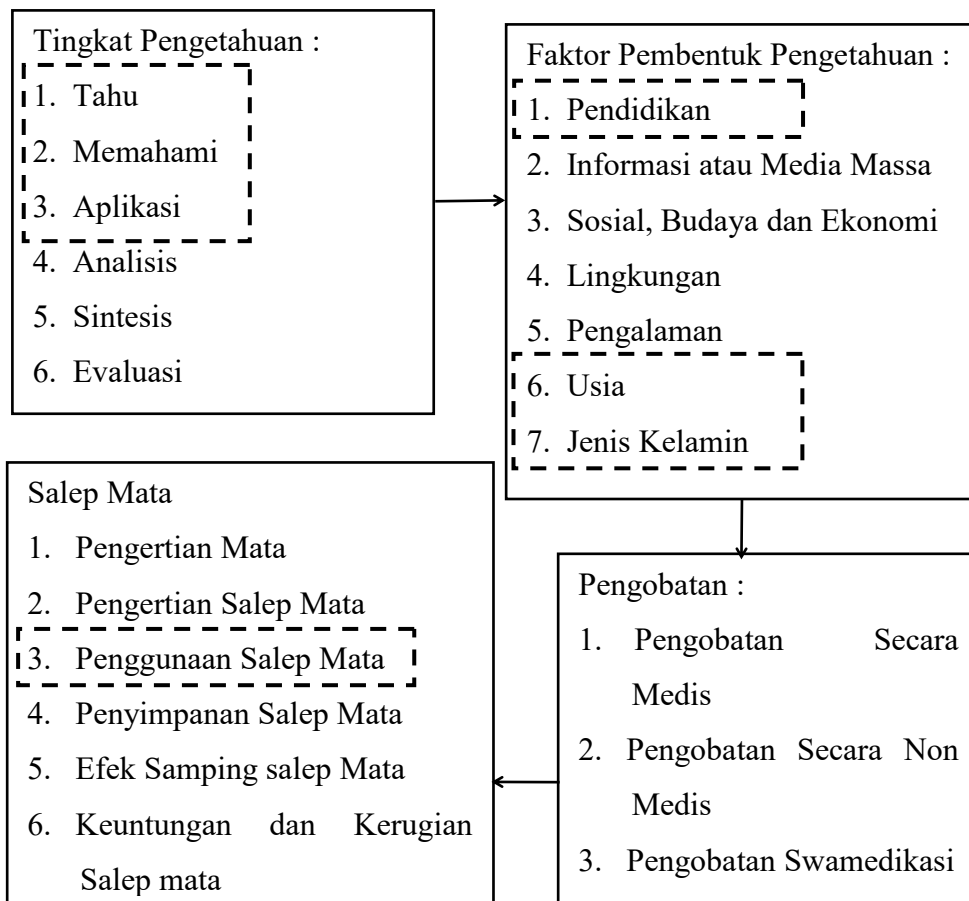 Tingkat Pengetahuan :
1. Tahu
2. Memahami
3. Aplikasi
4. Analisis
5. Sintesis
6. Evaluasi
Faktor Pembentuk Pengetahuan :
1. Pendidikan
2. Informasi atau Media Massa
3. Sosial, Budaya dan Ekonomi
4. Lingkungan
5. Pengalaman
6. Usia
7. Jenis Kelamin
Pengobatan :
1. Pengobatan Secara
Medis
2. Pengobatan Secara Non
Medis
3. Pengobatan Swamedikasi
Salep Mata
1. Pengertian Mata
2. Pengertian Salep Mata
3. Penggunaan Salep Mata
4. Penyimpanan Salep Mata
5. Efek Samping salep Mata
6. Keuntungan dan Kerugian
Salep mata